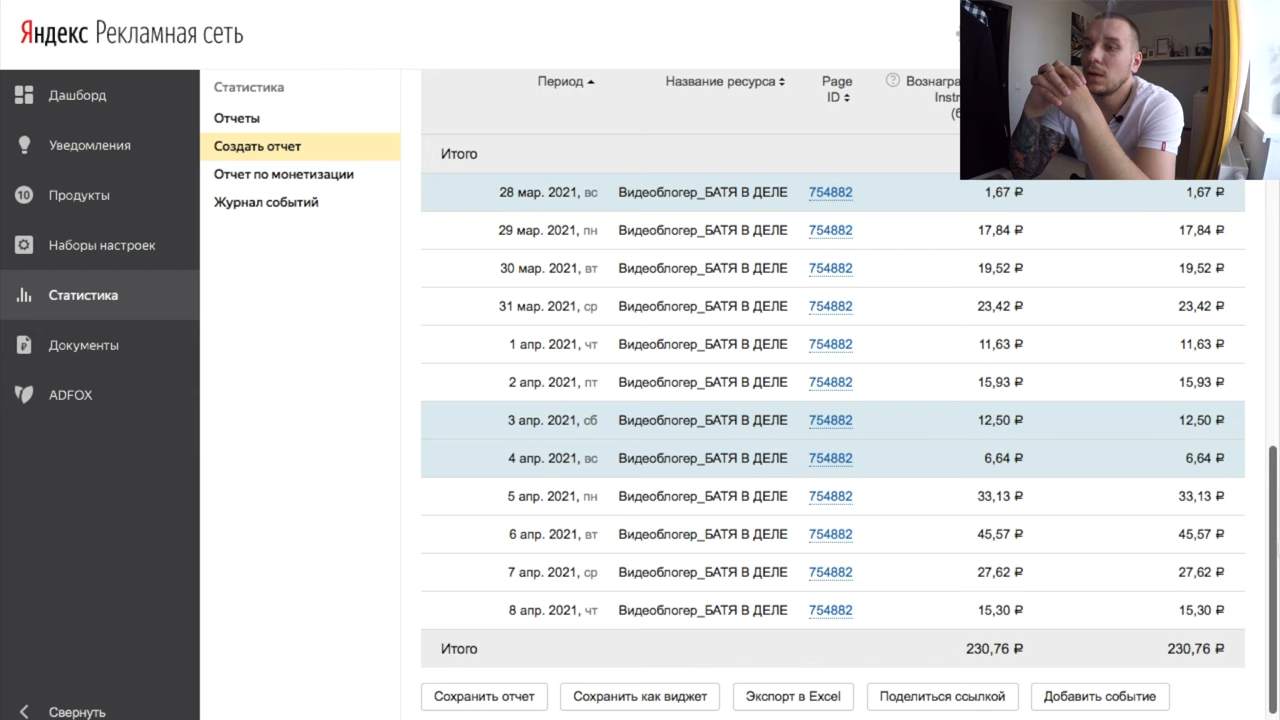 Яндекс Рекламная сеть
Дашборд
Уведомления
10 Продукты
Наборы настроек
Статистика
Документы
ADFOX
Свернуть
Статистика
Отчеты
Создать отчет
Отчет по монетизации
Журнал событий
Период Название ресурса Page ID ?
Итого
28 мар. 2021, вс Видеоблогер_БАТЯ В ДЕЛЕ 754882 1,67 ₽ 1,67 ₽
29 мар. 2021, пн Видеоблогер_БАТЯ В ДЕЛЕ 754882 17,84 ₽ 17,84 ₽
30 мар. 2021, вт Видеоблогер_БАТЯ В ДЕЛЕ 754882 19,52 ₽ 19,52 ₽
31 мар. 2021, ср Видеоблогер_БАТЯ В ДЕЛЕ 754882 23,42 ₽ 23,42 ₽
1 апр. 2021, чт Видеоблогер_БАТЯ В ДЕЛЕ 754882 11,63 ₽ 11,63 ₽
2 апр. 2021, пт Видеоблогер_БАТЯ В ДЕЛЕ 754882 15,93 ₽ 15,93 ₽
3 апр. 2021, сб Видеоблогер_БАТЯ В ДЕЛЕ 754882 12,50 ₽ 12,50 ₽
4 апр. 2021, вс Видеоблогер_БАТЯ В ДЕЛЕ 754882 6,64 ₽ 6,64 ₽
5 апр. 2021, пн Видеоблогер_БАТЯ В ДЕЛЕ 754882 33,13 ₽ 33,13 ₽
6 апр. 2021, вт Видеоблогер_БАТЯ В ДЕЛЕ 754882 45,57 ₽ 45,57 ₽
7 апр. 2021, ср Видеоблогер_БАТЯ В ДЕЛЕ 754882 27,62 ₽ 27,62 ₽
8 апр. 2021, чт Видеоблогер_БАТЯ В ДЕЛЕ 754882 15,30 ₽ 15,30 ₽
Итого 230,76 ₽ 230,76 ₽
Сохранить отчет Сохранить как виджет Экспорт в Excel Поделиться ссылкой Добавить событие